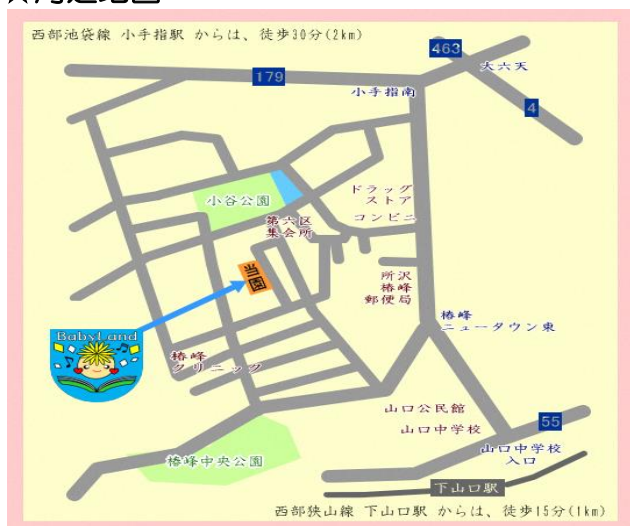 西部池袋線 小手指駅 からは、徒歩30分(2km)
463
大六天
179
小手指南
4
ドラッグ
ストア
コンビニ
小谷公園
第六区
集会所
当園
所沢
椿峰
郵便局
BabyLand
椿峰
ニュータウン東
椿峰
クリニック
山口公民館
山口中学校
55
山口中学校
入口
椿峰中央公園
下山口駅
西部狭山線 下山口駅 からは、徒歩15分(1km)